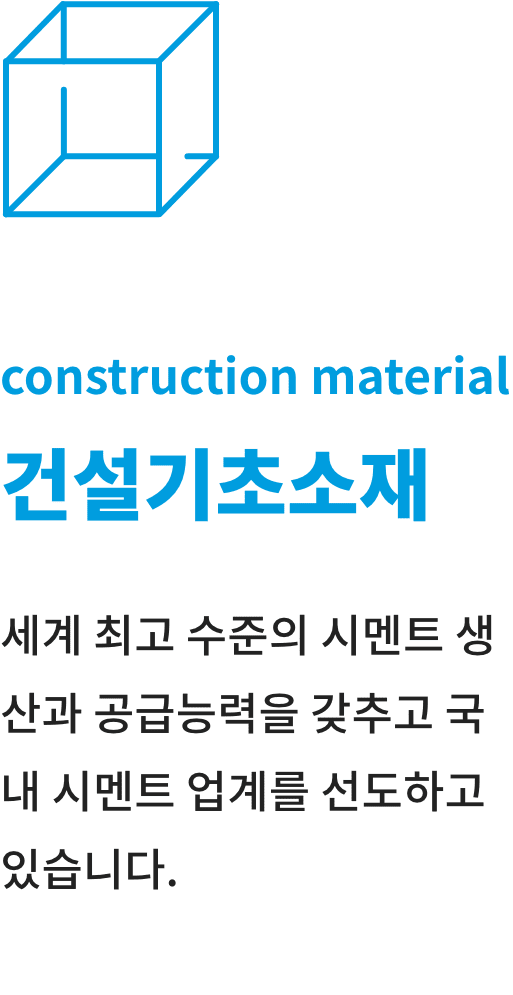 construction material
건설기초소재
세계 최고 수준의 시멘트 생
산과 공급능력을 갖추고 국
내 시멘트 업계를 선도하고
있습니다.